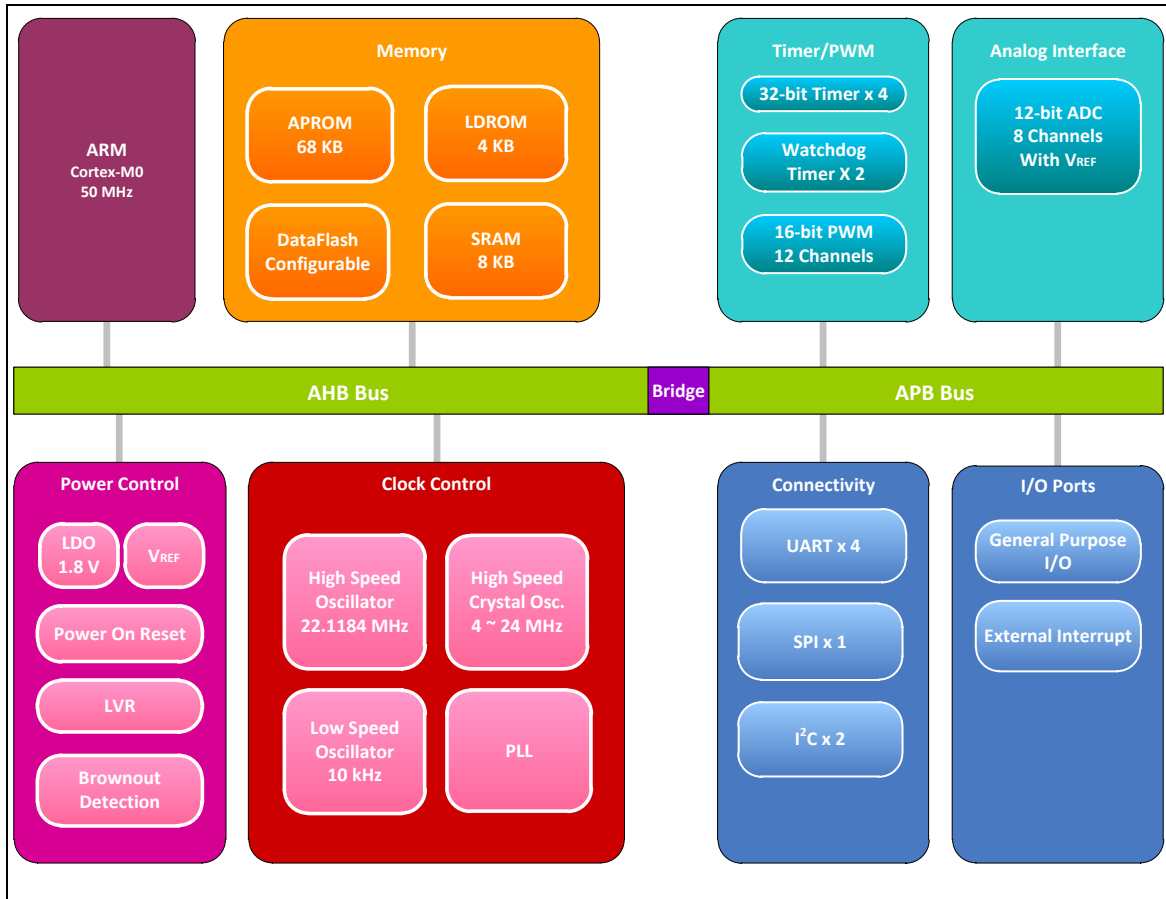 ARM
Cortex-M0
50 MHz
Memory
APROM
68 KB
LDROM
4 KB
DataFlash
Configurable
SRAM
8 KB
Timer/PWM
32-bit Timer x 4
Watchdog
Timer X 2
16-bit PWM
12 Channels
Analog Interface
12-bit ADC
8 Channels
With VREF
AHB Bus
Bridge
APB Bus
Power Control
LDO
1.8 V
VREF
Power On Reset
LVR
Brownout
Detection
Clock Control
High Speed
Oscillator
22.1184 MHz
High Speed
Crystal Osc.
4 ~ 24 MHz
Low Speed
Oscillator
10 kHz
PLL
Connectivity
UART x 4
SPI x 1
I²C x 2
I/O Ports
General Purpose
I/O
External Interrupt